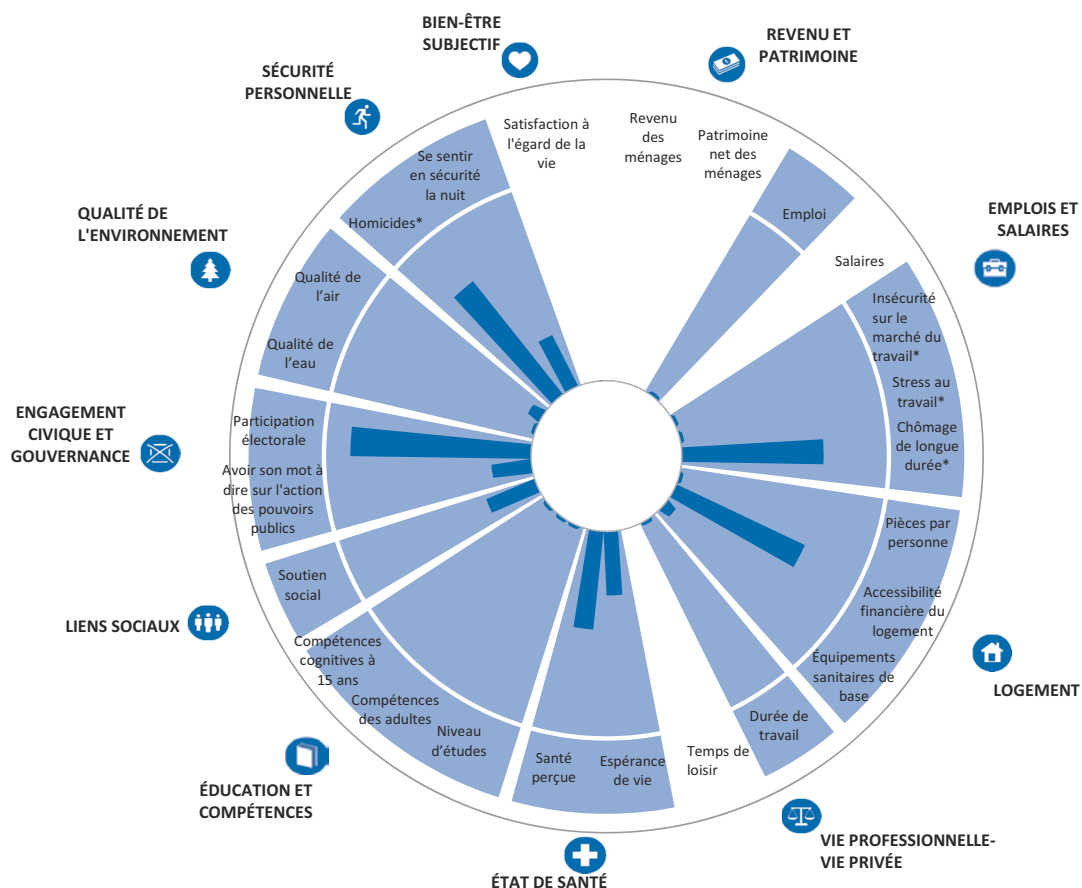 BIEN-ÊTRE
SUBJECTIF
REVENU ET
PATRIMOINE
SÉCURITÉ
PERSONNELLE
QUALITÉ DE
L'ENVIRONNEMENT
EMPLOIS ET
SALAIRES
ENGAGEMENT
CIVIQUE ET
GOUVERNANCE
LIENS SOCIAUX
LOGEMENT
ÉDUCATION ET
COMPÉTENCES
VIE PROFESSIONNELLE-
VIE PRIVÉE
ÉTAT DE SANTÉ
Satisfaction à
l'égard de la
vie
Revenu
des
ménages
Patrimoine
net des
ménages
Emploi
Salaires
Insécurité
sur le
marché du
travail*
Stress au
travail*
Chômage
de longue
durée*
Pièces par
personne
Accessibilité
financière du
logement
Équipements
sanitaires de
base
Durée de
travail
Temps de
loisir
Espérance
de vie
Santé
perçue
Niveau
d’études
Compétences
des adultes
Compétences
cognitives à
15 ans
Soutien
social
Avoir son mot à
dire sur l'action
des pouvoirs
publics
Participation
électorale
Qualité de
l’eau
Qualité de
l’air
Homicides*
Se sentir
en sécurité
la nuit